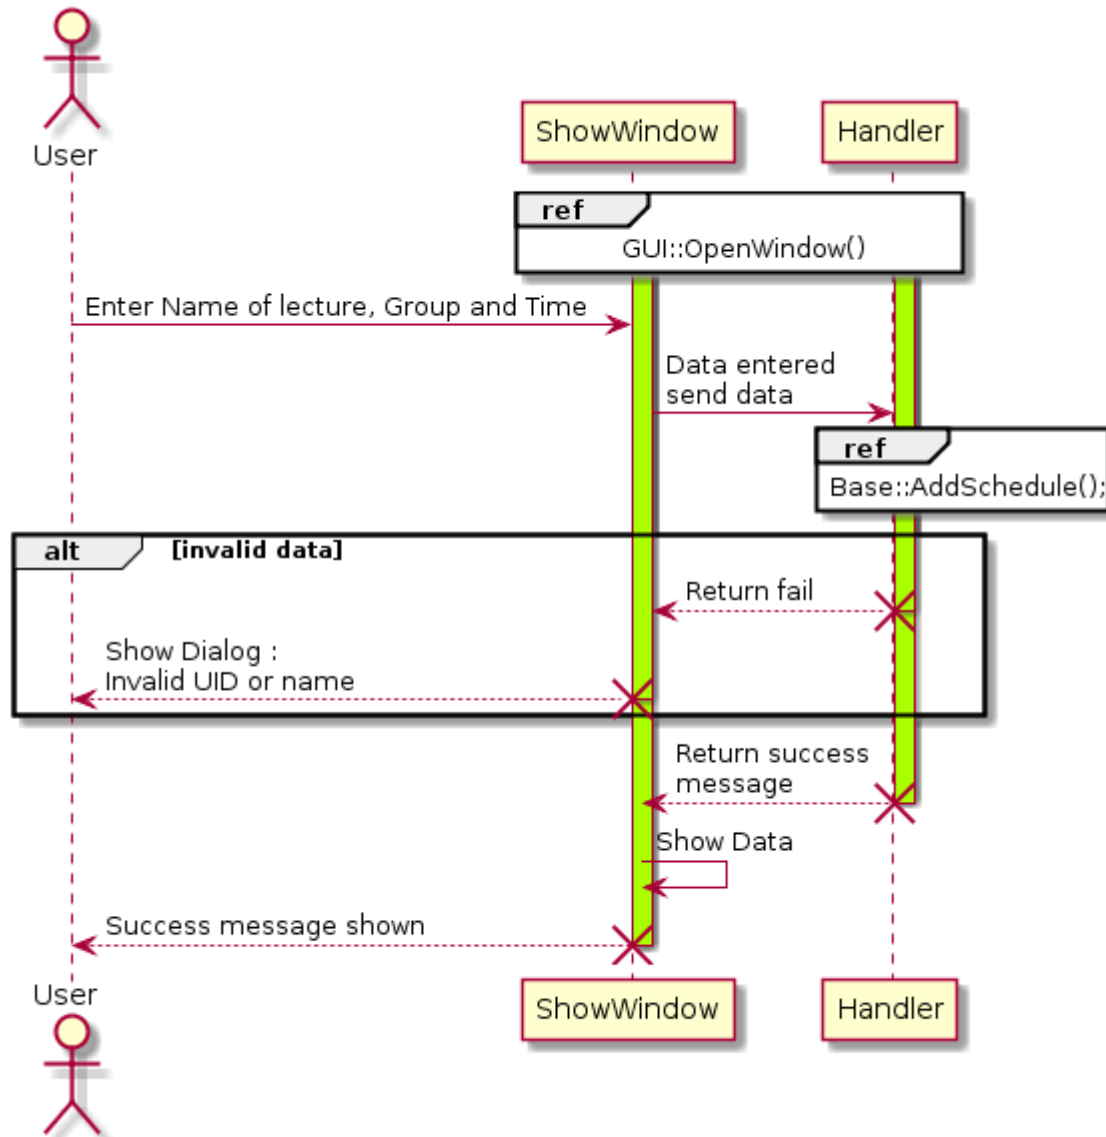 User
ShowWindow
Handler
ref
GUI::OpenWindow()
Enter Name of lecture, Group and Time
Data entered
send data
ref
Base::AddSchedule();
alt
[invalid data]
Return fail
Show Dialog :
Invalid UID or name
Return success
message
Show Data
Success message shown
User
ShowWindow
Handler